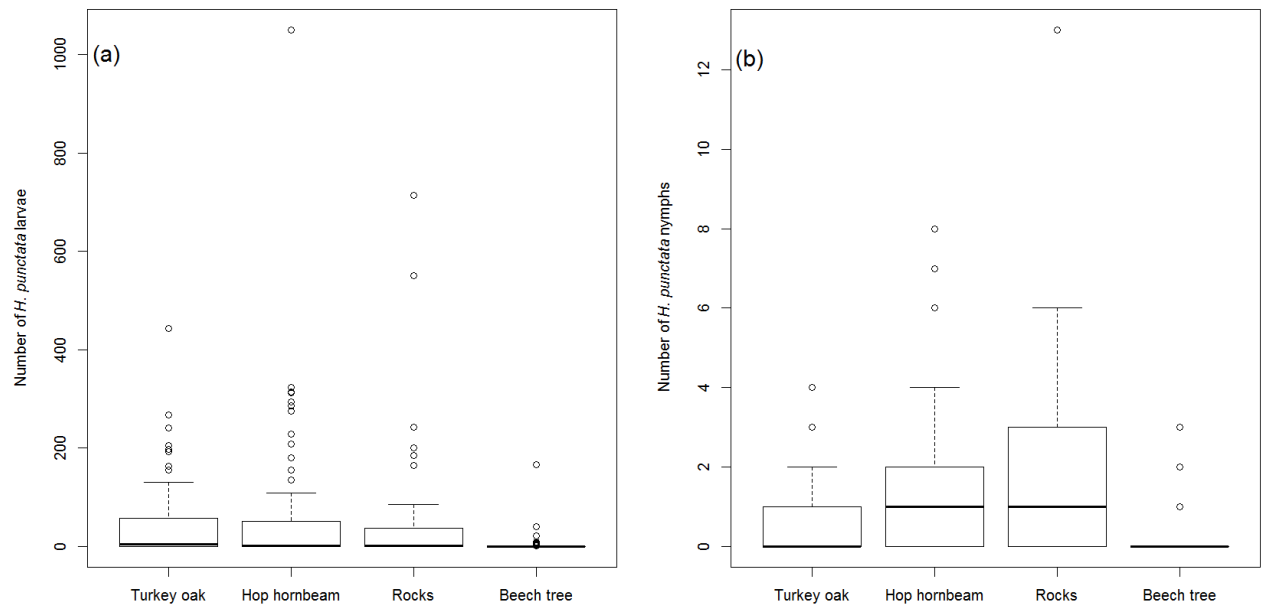 (a)
Number of H. punctata larvae
1000
800
600
400
200
0
Turkey oak Hop hornbeam Rocks Beech tree
(b)
Number of H. punctata nymphs
12
10
8
6
4
2
0
Turkey oak Hop hornbeam Rocks Beech tree